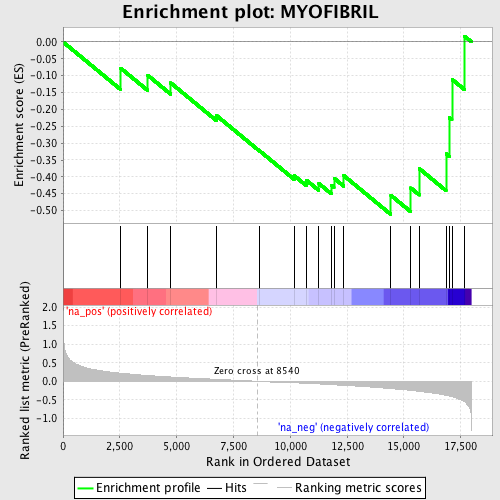 Enrichment plot: MYOFIBRIL
Enrichment score (ES)
0.00
-0.05
-0.10
-0.15
-0.20
-0.25
-0.30
-0.35
-0.40
-0.45
-0.50
'na_pos' (positively correlated)
Ranked list metric (PreRanked)
2.0
1.5
1.0
0.5
0.0
-0.5
-1.0
Zero cross at 8540
'na_neg' (negatively correlated)
0 2,500 5,000 7,500 10,000 12,500 15,000 17,500
Rank in Ordered Dataset
Enrichment profile Hits Ranking metric scores